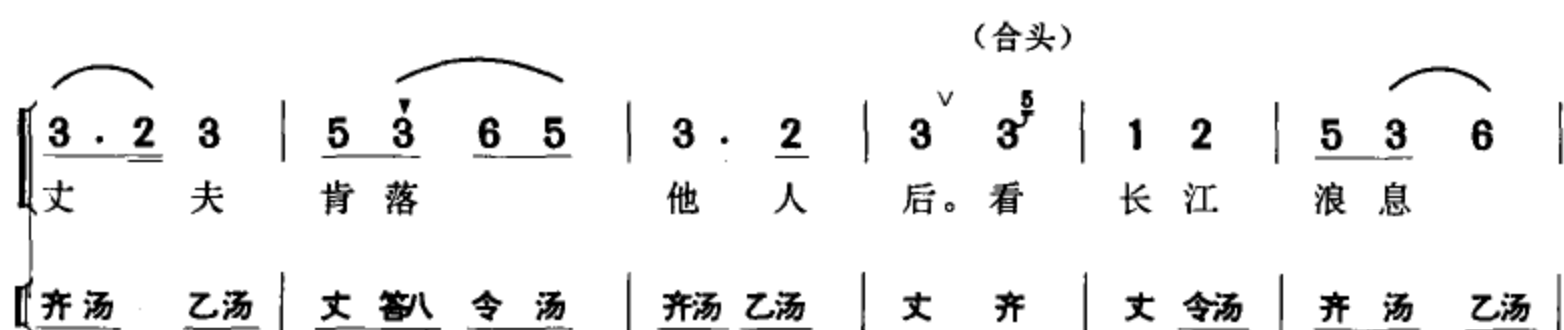 （合头）
3 . 2 3 | 5 3 6 5 | 3 . 2 | 3 ∨ 3 5 | 1 2 | 5 3 6 |
丈 夫 肯 落 他 人 后。看 长 江 浪 息
齐 汤 乙汤 | 丈 答八 令 汤 | 齐汤 乙汤 | 丈 齐 | 丈 令汤 | 齐 汤 乙汤 |